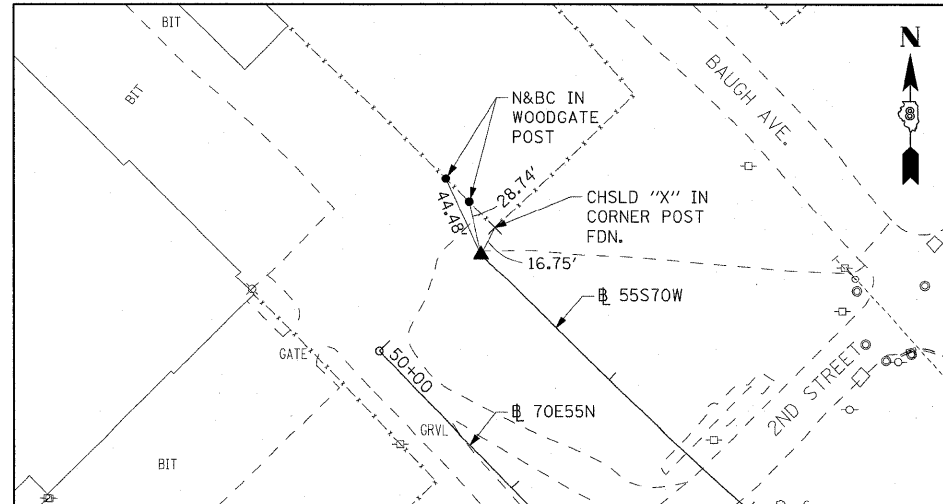 BIT
BIT
N&BC IN
WOODGATE
POST
BAUGH AVE.
N
8
28.74'
44.48'
CHSLD "X" IN
CORNER POST
FDN.
16.75'
℄ 55S70W
GATE
50+00
2ND STREET
℄ 70E55N
GRVL
BIT